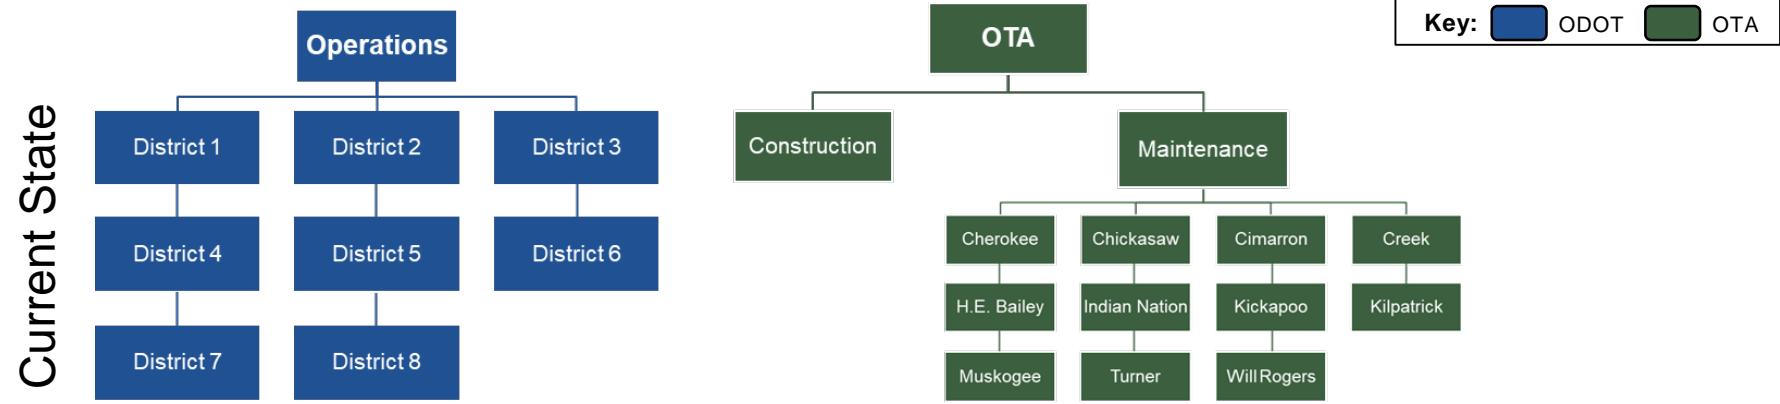 Key: ODOT OTA
Current State
Operations
District 1 District 2 District 3
District 4 District 5 District 6
District 7 District 8
OTA
Construction Maintenance
Cherokee Chickasaw Cimarron Creek
H.E. Bailey Indian Nation Kickapoo Kilpatrick
Muskogee Turner Will Rogers